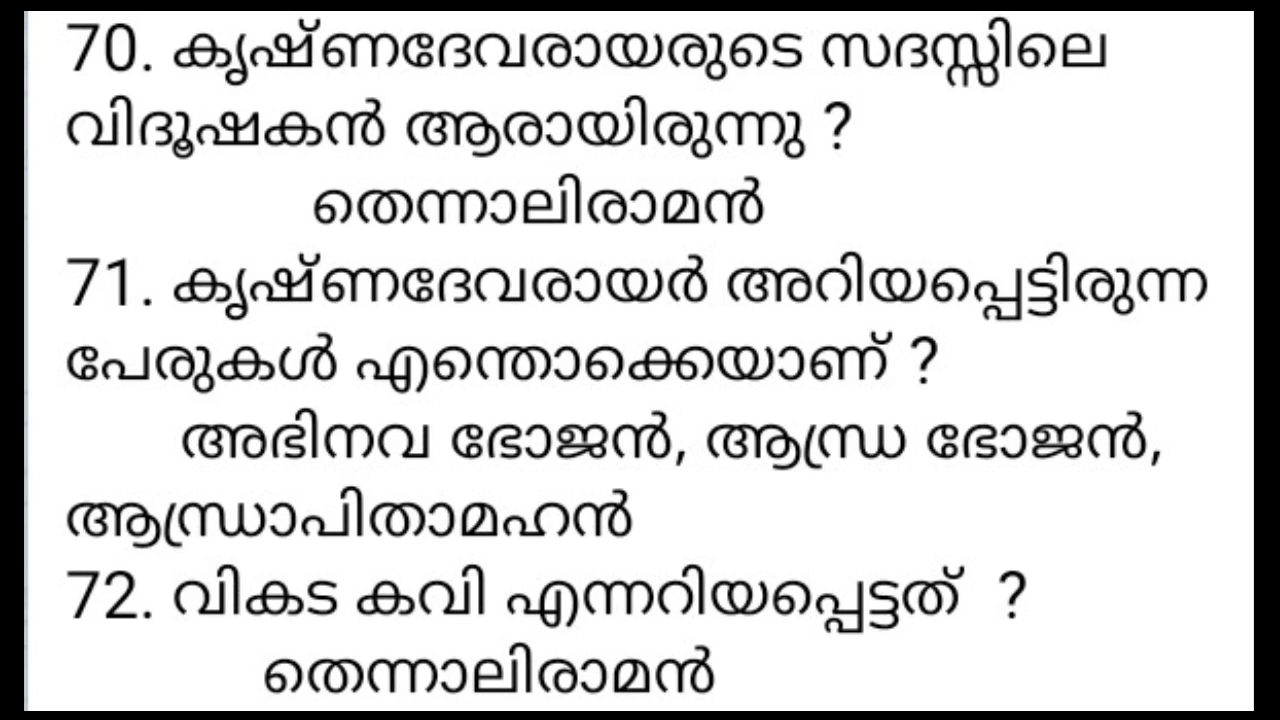 70. കൃഷ്ണദേവരായരുടെ സദസ്സിലെ
വിദൂഷകൻ ആരായിരുന്നു ?
തെന്നാലിരാമൻ
71. കൃഷ്ണദേവരായർ അറിയപ്പെട്ടിരുന്ന
പേരുകൾ എന്തൊക്കെയാണ് ?
അഭിനവ ഭോജൻ, ആന്ധ്ര ഭോജൻ,
ആന്ധ്രാപിതാമഹൻ
72. വികട കവി എന്നറിയപ്പെട്ടത് ?
തെന്നാലിരാമൻ